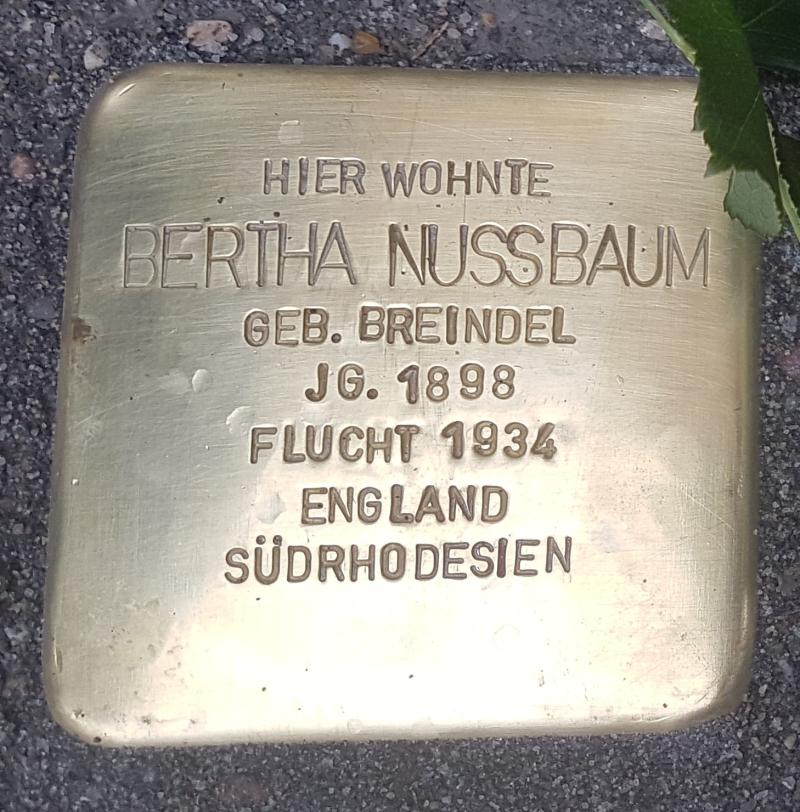 HIER WOHNTE
BERTHA NUSSBAUM
GEB. BREINDEL
JG. 1898
FLUCHT 1934
ENGLAND
SÜDRHODESIEN